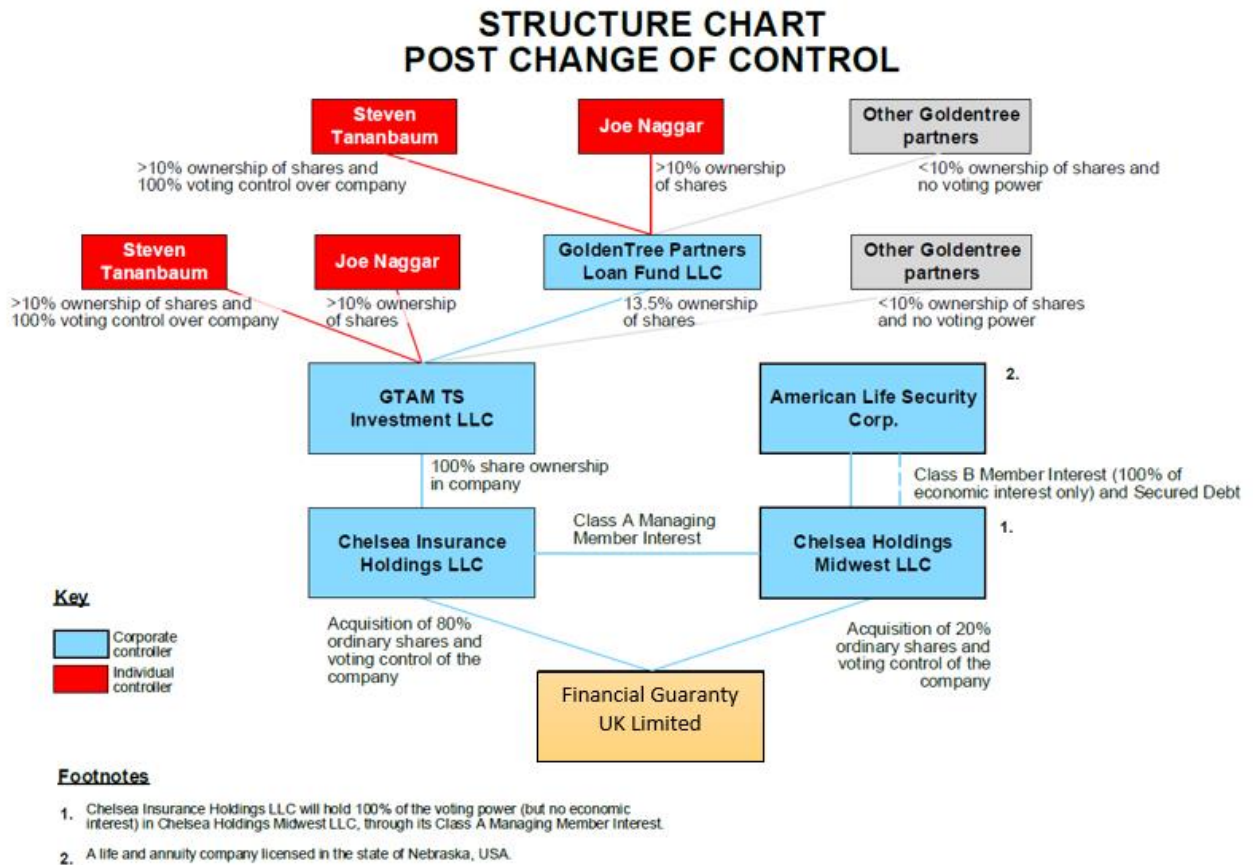 STRUCTURE CHART
POST CHANGE OF CONTROL
Steven
Tananbaum
Joe Naggar
Other Goldentree
partners
>10% ownership of shares and
100% voting control over company
>10% ownership
of shares
<10% ownership of shares and
no voting power
Steven
Tananbaum
Joe Naggar
GoldenTree Partners
Loan Fund LLC
Other Goldentree
partners
>10% ownership of shares and
100% voting control over company
>10% ownership
of shares
13.5% ownership
of shares
<10% ownership of shares
and no voting power
GTAM TS
Investment LLC
American Life Security
Corp.
2.
100% share ownership
in company
Class B Member Interest (100% of
economic interest only) and Secured Debt
Chelsea Insurance
Holdings LLC
Class A Managing
Member Interest
Chelsea Holdings
Midwest LLC
1.
Key
Corporate
controller
Individual
controller
Acquisition of 80%
ordinary shares and
voting control of the
company
Acquisition of 20%
ordinary shares and
voting control of the
company
Financial Guaranty
UK Limited
Footnotes
1. Chelsea Insurance Holdings LLC will hold 100% of the voting power (but no economic
interest) in Chelsea Holdings Midwest LLC, through its Class A Managing Member Interest.
2. A life and annuity company licensed in the state of Nebraska, USA.